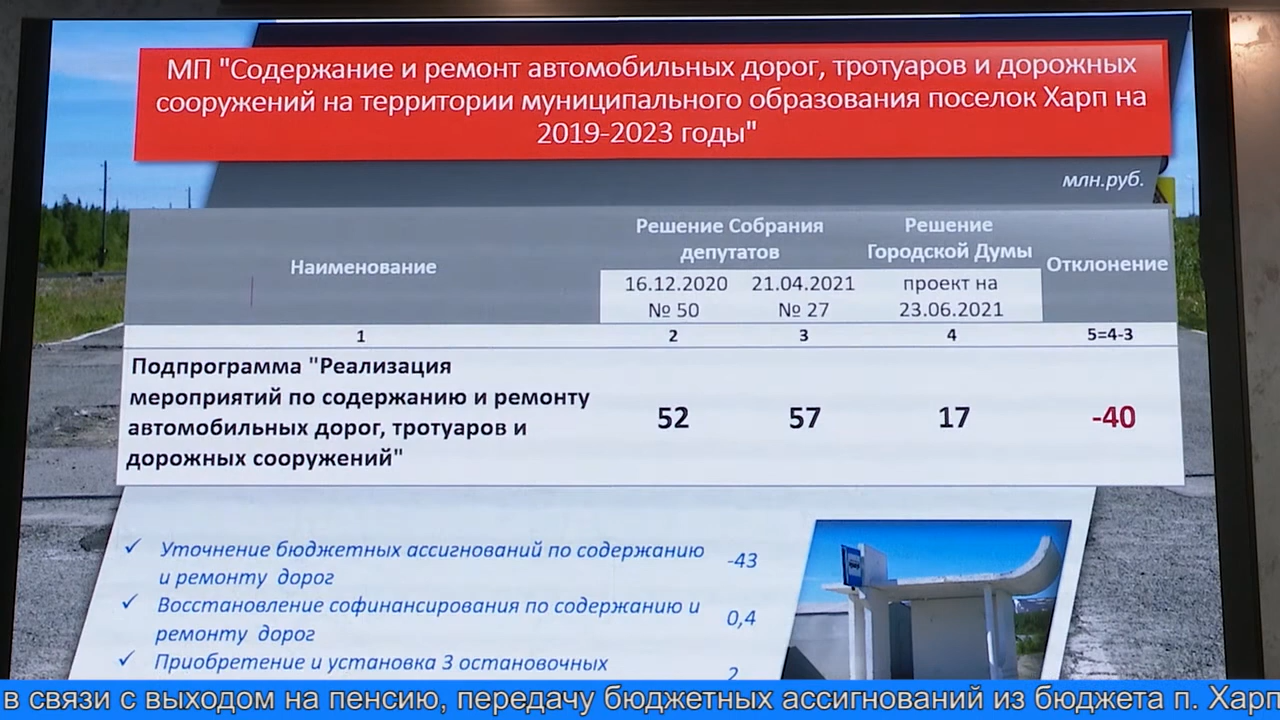 МП "Содержание и ремонт автомобильных дорог, тротуаров и дорожных
сооружений на территории муниципального образования поселок Харп на
2019-2023 годы"
млн.руб.
Наименование
Решение Собрания
депутатов
Решение
Городской Думы
Отклонение
16.12.2020
№ 50
21.04.2021
№ 27
проект на
23.06.2021
1 2 3 4 5=4-3
Подпрограмма "Реализация
мероприятий по содержанию и ремонту
автомобильных дорог, тротуаров и
дорожных сооружений"
52 57 17 -40
✓ Уточнение бюджетных ассигнований по содержанию
и ремонту дорог
-43
✓ Восстановление софинансирования по содержанию и
ремонту дорог
0,4
✓ Приобретение и установка 3 остановочных
2
в связи с выходом на пенсию, передачу бюджетных ассигнований из бюджета п. Харп